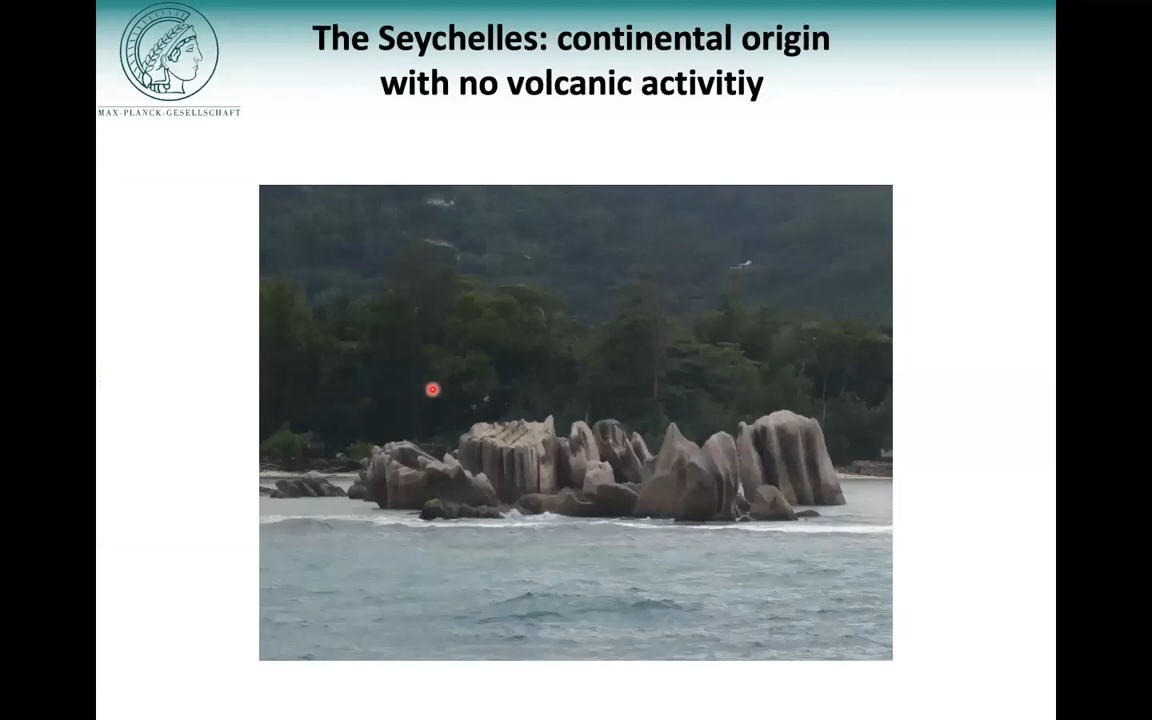 The Seychelles: continental origin
with no volcanic activitiy
MAX-PLANCK-GESELLSCHAFT